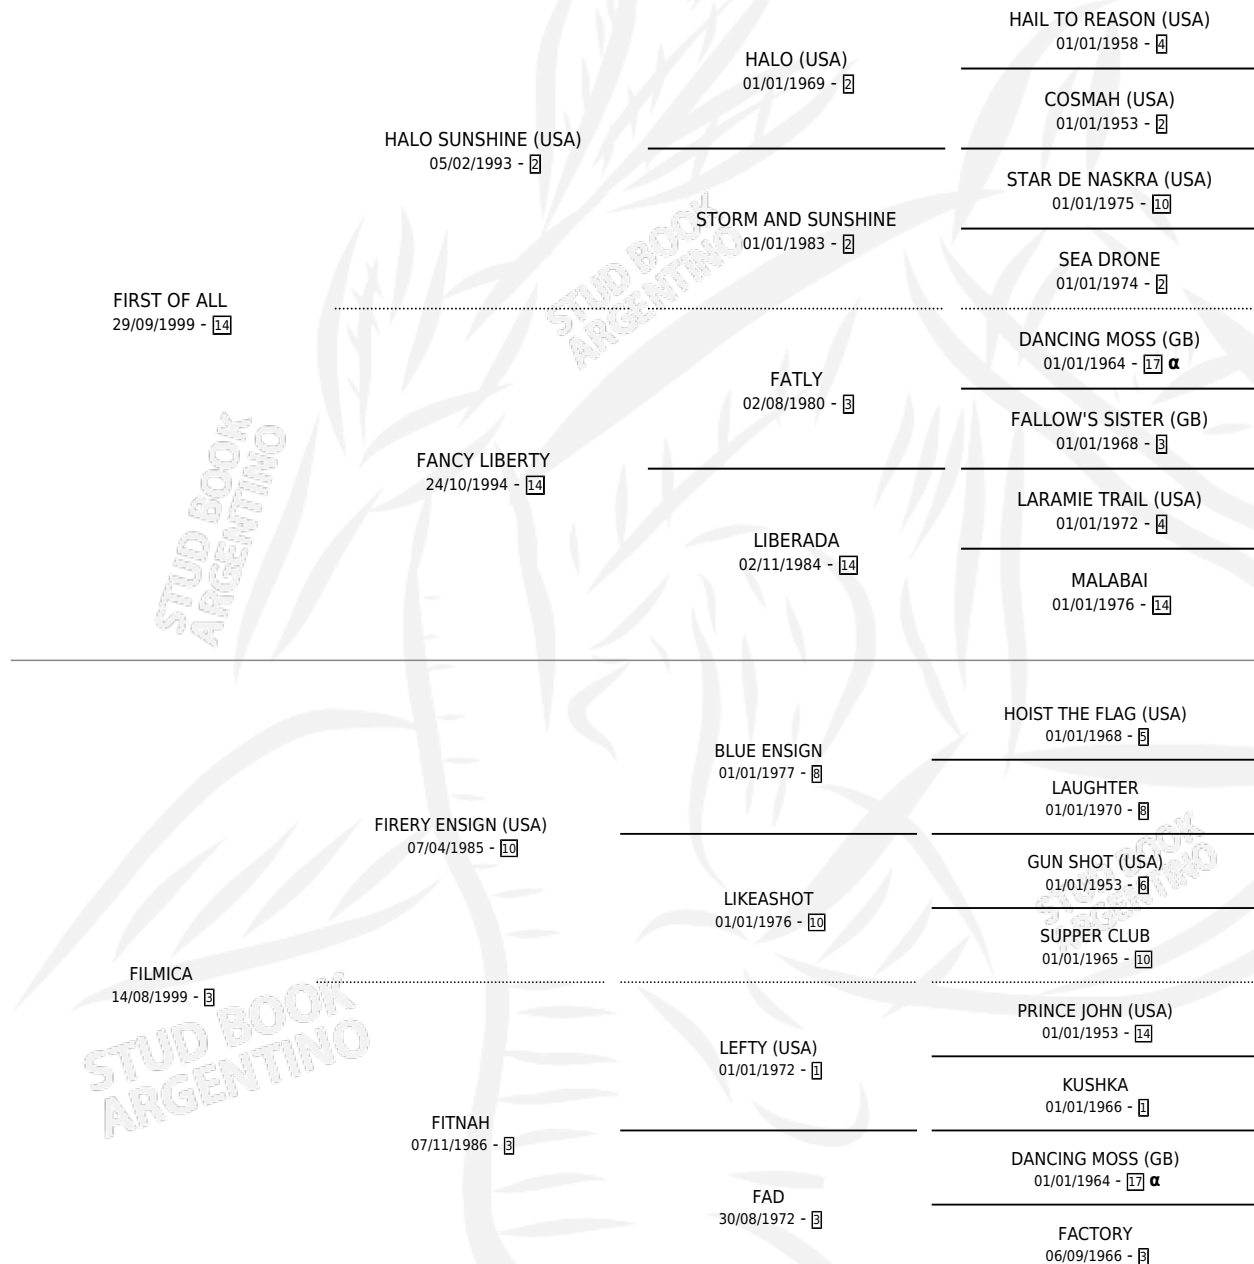 HAIL TO REASON (USA)
01/01/1958 - 4
HALO (USA)
01/01/1969 - 2
COSMAH (USA)
01/01/1953 - 2
HALO SUNSHINE (USA)
05/02/1993 - 2
STAR DE NASKRA (USA)
01/01/1975 - 10
STORM AND SUNSHINE
01/01/1983 - 2
SEA DRONE
01/01/1974 - 2
STUD BOOK
ARGENTINO
FIRST OF ALL
29/09/1999 - 14
DANCING MOSS (GB)
01/01/1964 - 17 α
FATLY
02/08/1980 - 3
FALLOW'S SISTER (GB)
01/01/1968 - 3
FANCY LIBERTY
24/10/1994 - 14
LARAMIE TRAIL (USA)
01/01/1972 - 4
LIBERADA
02/11/1984 - 14
MALABAI
01/01/1976 - 14
STUD BOOK
ARGENTINO
HOIST THE FLAG (USA)
01/01/1968 - 5
BLUE ENSIGN
01/01/1977 - 8
LAUGHTER
01/01/1970 - 8
FIRERY ENSIGN (USA)
07/04/1985 - 10
GUN SHOT (USA)
01/01/1953 - 6
LIKEASHOT
01/01/1976 - 10
SUPPER CLUB
01/01/1965 - 10
STUD BOOK
ARGENTINO
FILMICA
14/08/1999 - 3
PRINCE JOHN (USA)
01/01/1953 - 14
LEFTY (USA)
01/01/1972 - 1
KUSHKA
01/01/1966 - 1
STUD BOOK
ARGENTINO
FITNAH
07/11/1986 - 3
DANCING MOSS (GB)
01/01/1964 - 17 α
FAD
30/08/1972 - 3
FACTORY
06/09/1966 - 3